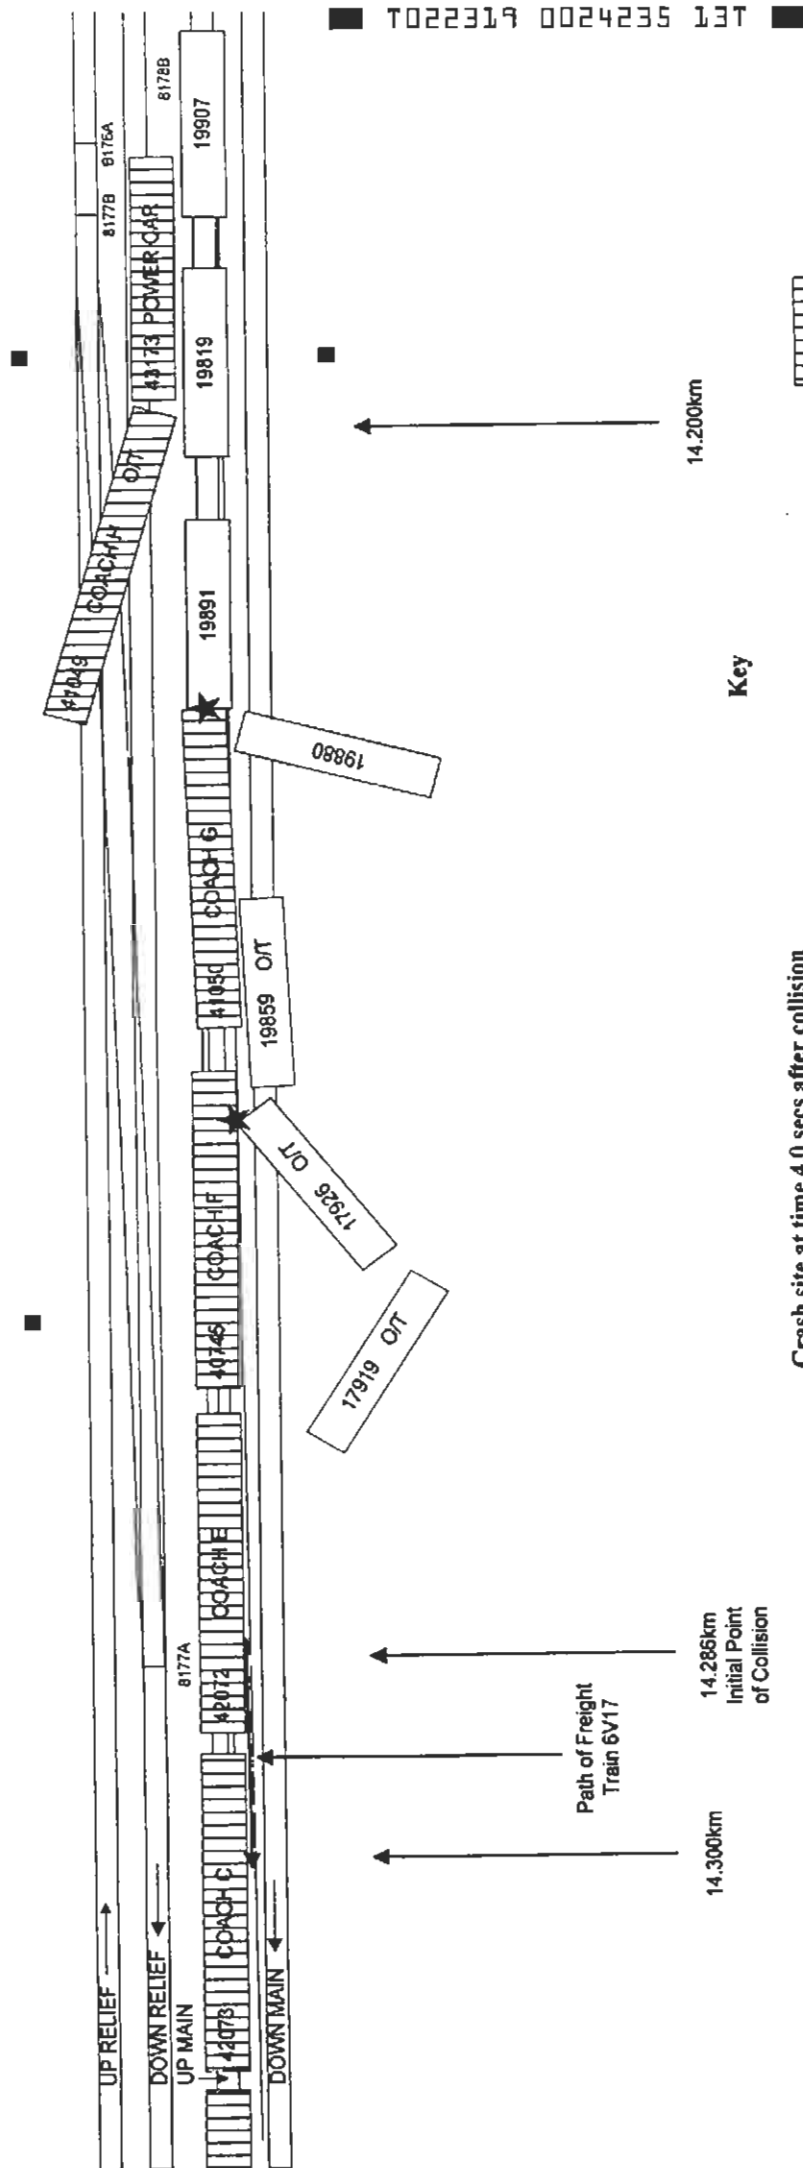 T022319 0024235 13T
8176A
8177B
8178B
43173 POWER CAR
19907
41049 COACH H O/T
19819
19891
14.200km
19880
41050 COACH G
19859 O/T
40745 COACH F
17926 O/T
17919 O/T
42072 COACH E
8177A
14.286km
Initial Point
of Collision
Path of Freight
Train 6V17
14.300km
42073 COACH C
UP RELIEF
DOWN RELIEF
UP MAIN
DOWN MAIN
Key
Crash site at time 4.0 secs after collision